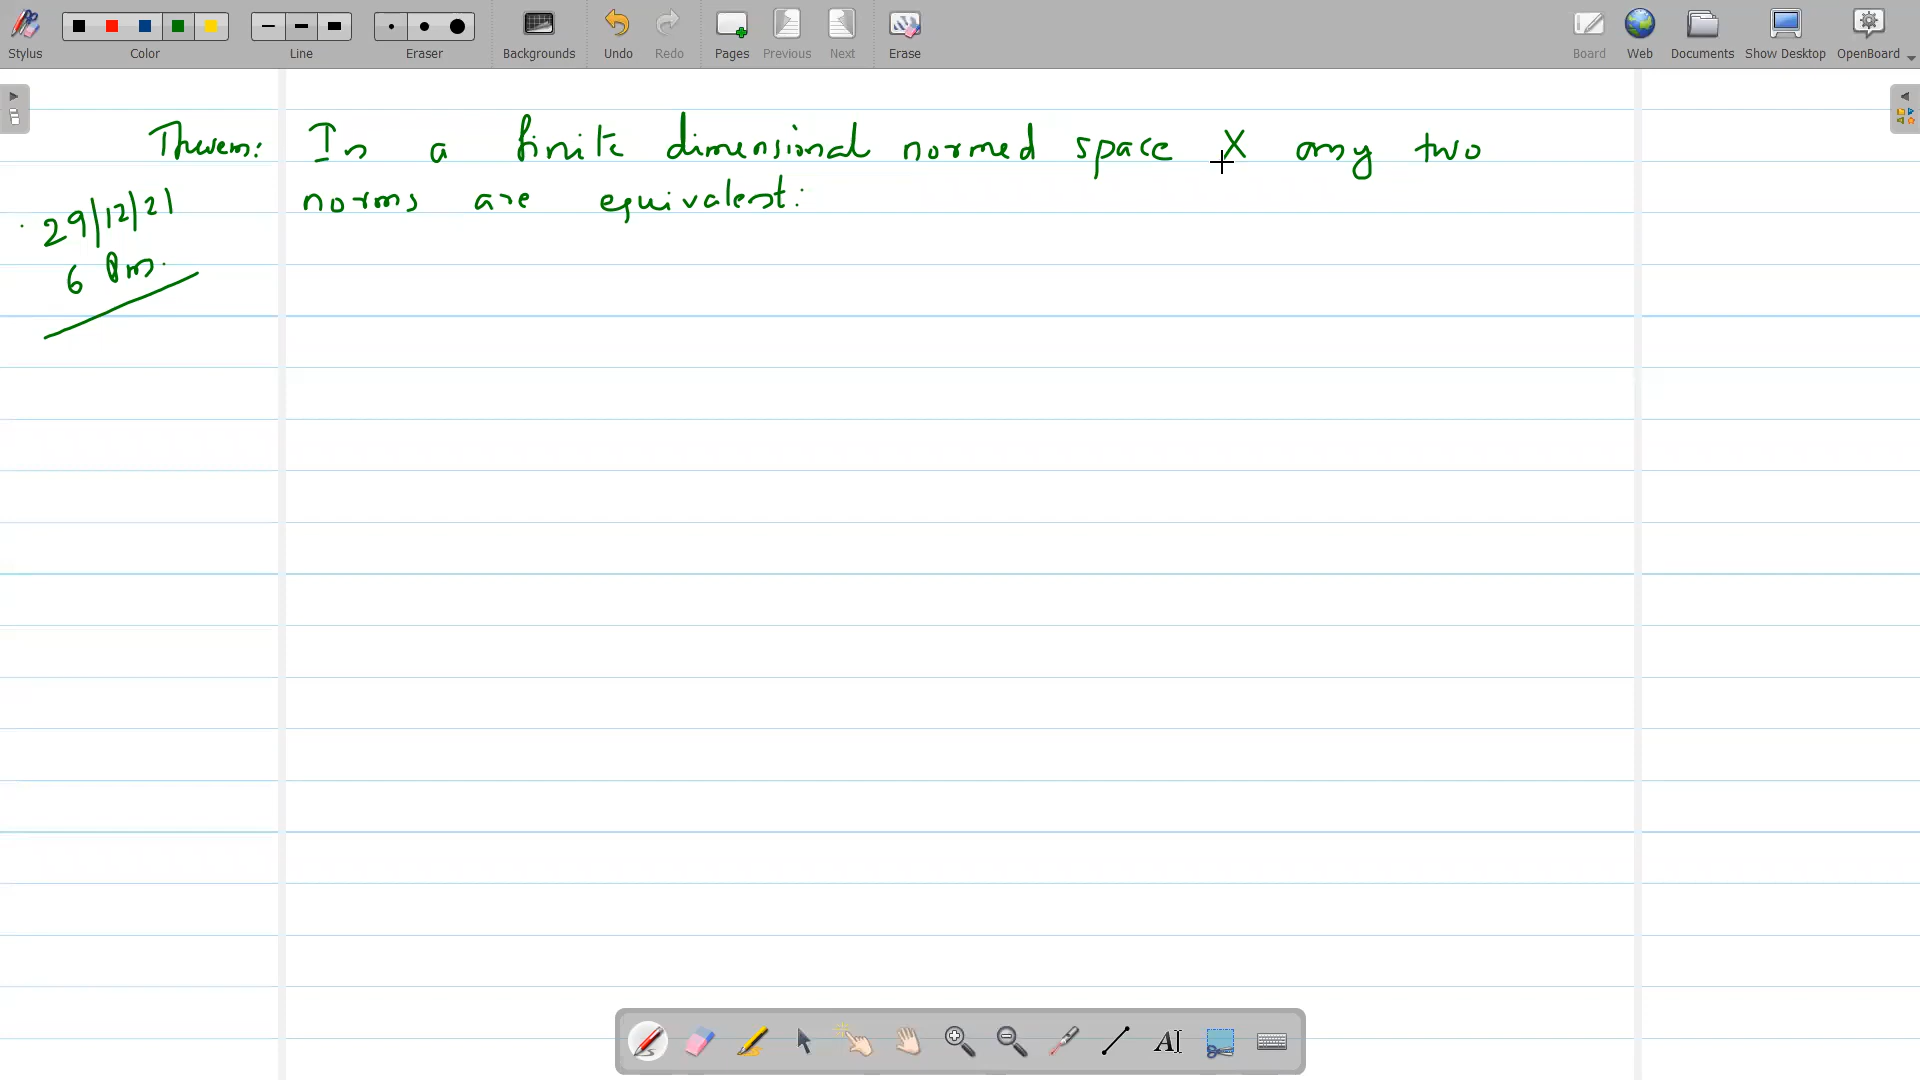 Stylus Color Line Eraser Backgrounds Undo Redo Pages Previous Next Erase Board Web Documents Show Desktop OpenBoard
Theorem: In a finite dimensional normed space X any two
norms are equivalent:
29/12/21
6 Pm.